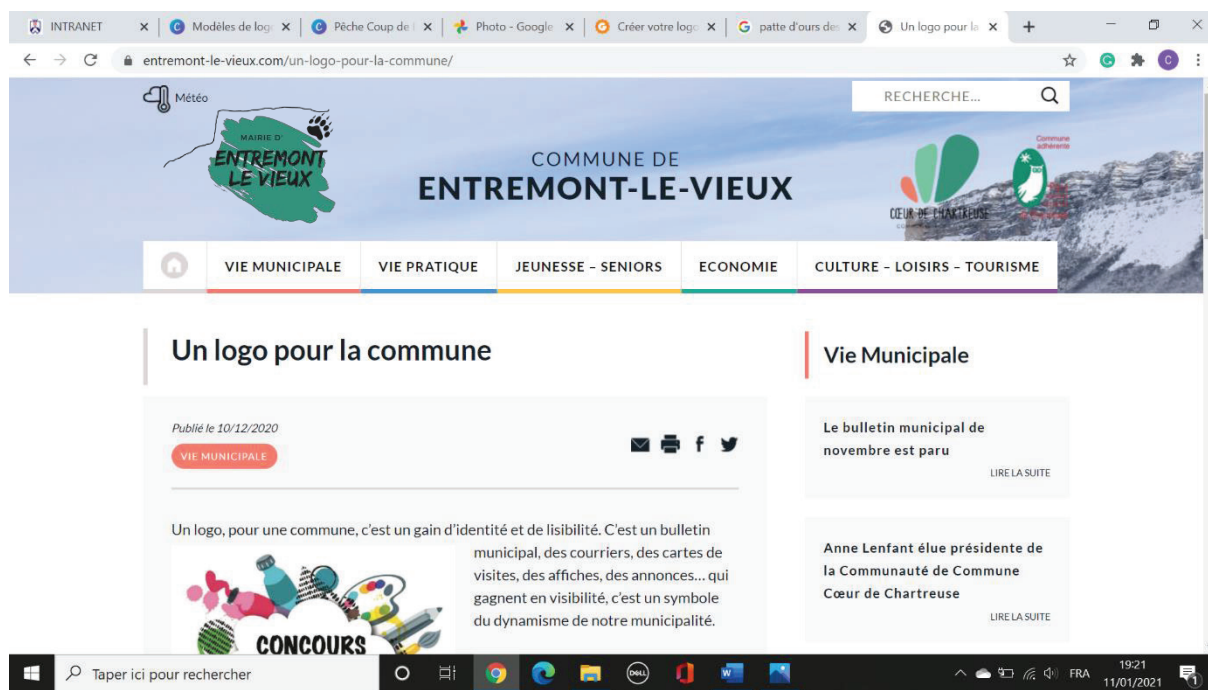 INTRANET
Modèles de logo
Pêche Coup de
Photo - Google
Créer votre logo
patte d'ours des
Un logo pour la
entremont-le-vieux.com/un-logo-pour-la-commune/
Météo
RECHERCHE...
MAIRIE D'
ENTREMONT
LE VIEUX
COMMUNE DE
ENTREMONT-LE-VIEUX
CŒUR DE CHARTREUSE
Commune
adhérente
VIE MUNICIPALE
VIE PRATIQUE
JEUNESSE – SENIORS
ECONOMIE
CULTURE – LOISIRS – TOURISME
Un logo pour la commune
Publié le 10/12/2020
VIE MUNICIPALE
Un logo, pour une commune, c'est un gain d'identité et de lisibilité. C'est un bulletin
municipal, des courriers, des cartes de
visites, des affiches, des annonces… qui
gagnent en visibilité, c'est un symbole
du dynamisme de notre municipalité.
CONCOURS
Vie Municipale
Le bulletin municipal de
novembre est paru
LIRE LA SUITE
Anne Lenfant élue présidente de
la Communauté de Commune
Cœur de Chartreuse
LIRE LA SUITE
Taper ici pour rechercher
DELL
FRA
19:21
11/01/2021